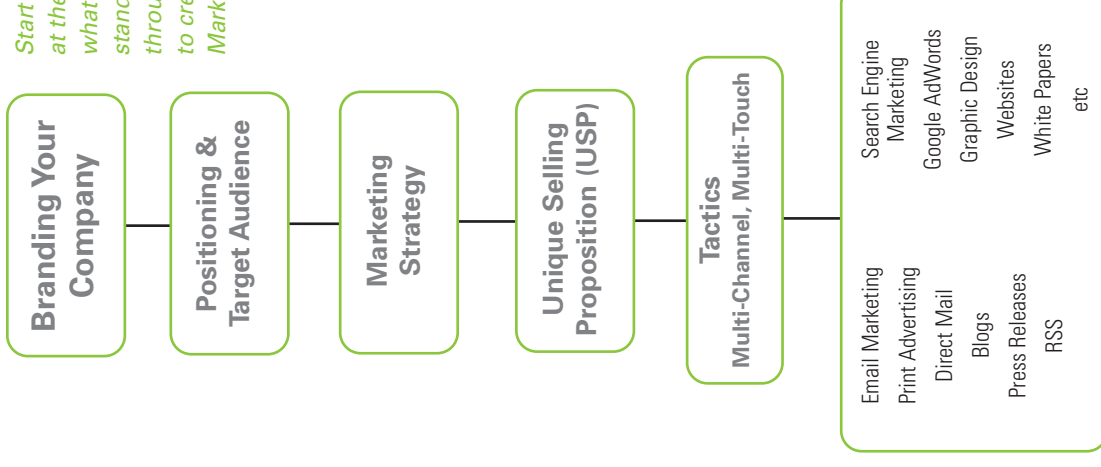 Start
at the
what
stanc
throu
to cre
Mark
Branding Your
Company
Positioning &
Target Audience
Marketing
Strategy
Unique Selling
Proposition (USP)
Tactics
Multi-Channel, Multi-Touch
Email Marketing
Print Advertising
Direct Mail
Blogs
Press Releases
RSS
Search Engine
Marketing
Google AdWords
Graphic Design
Websites
White Papers
etc